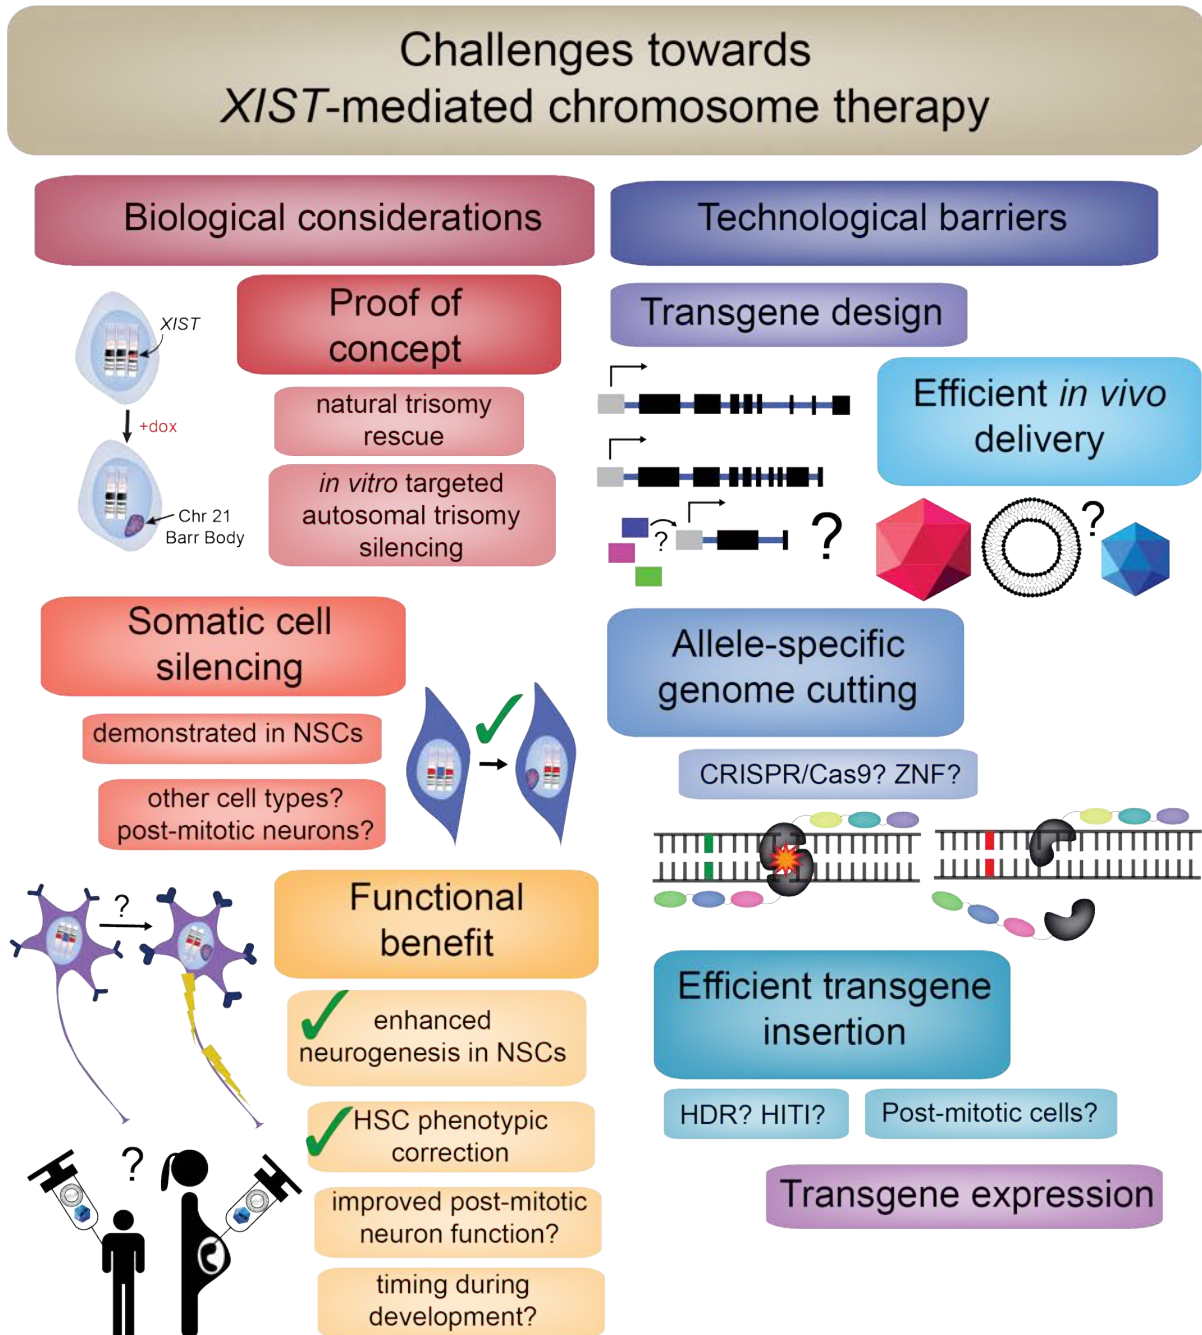 Challenges towards
XIST-mediated chromosome therapy
Biological considerations
Proof of
concept
XIST
+dox
Chr 21
Barr Body
natural trisomy
rescue
in vitro targeted
autosomal trisomy
silencing
Somatic cell
silencing
demonstrated in NSCs
other cell types?
post-mitotic neurons?
Functional
benefit
?
enhanced
neurogenesis in NSCs
HSC phenotypic
correction
?
improved post-mitotic
neuron function?
timing during
development?
Technological barriers
Transgene design
?
?
Efficient in vivo
delivery
?
Allele-specific
genome cutting
CRISPR/Cas9? ZNF?
Efficient transgene
insertion
HDR? HITI?
Post-mitotic cells?
Transgene expression